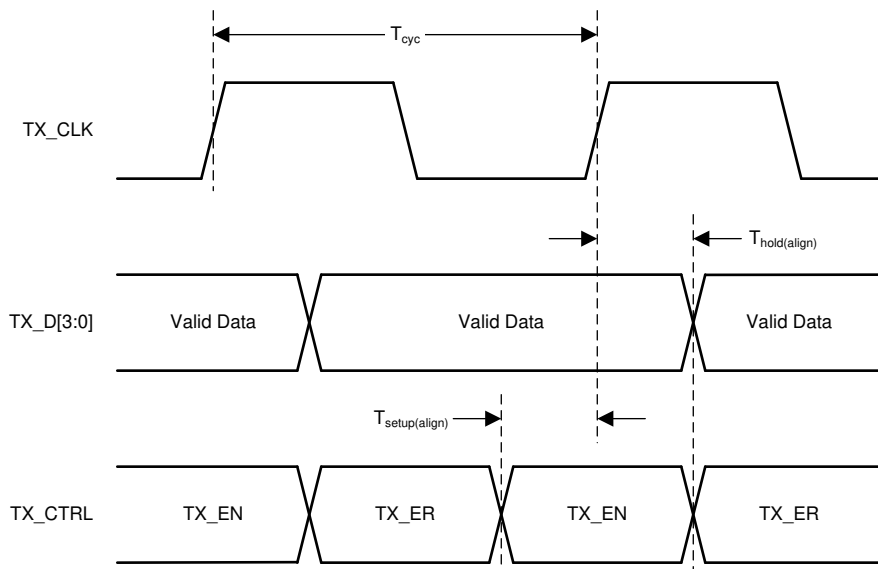 Tcyc
TX_CLK
Thold(align)
TX_D[3:0] Valid Data Valid Data Valid Data
Tsetup(align)
TX_CTRL TX_EN TX_ER TX_EN TX_ER